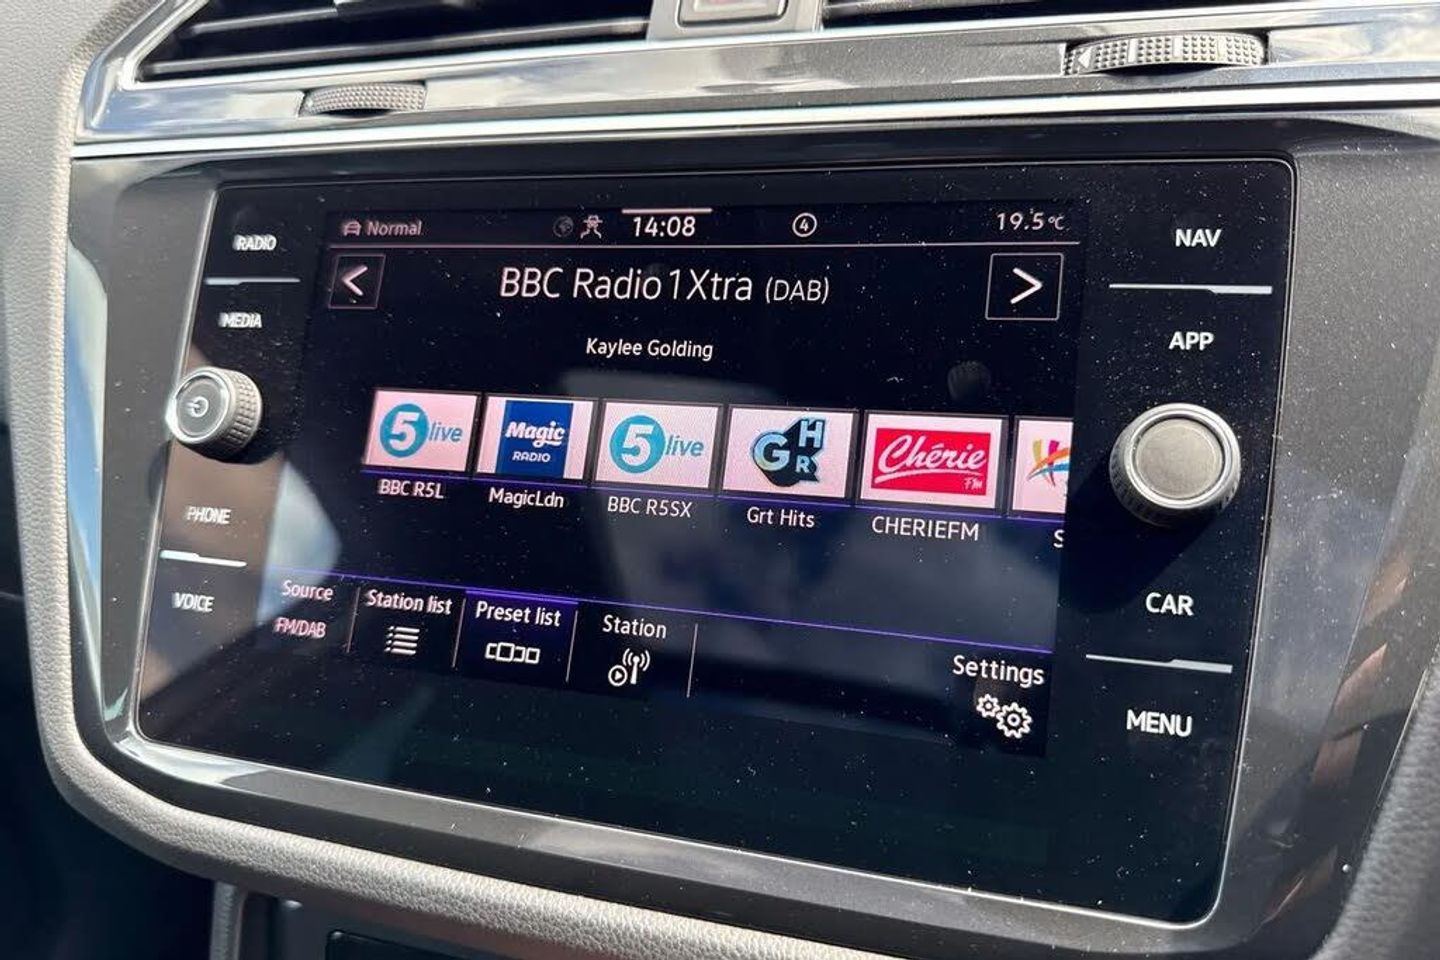 Normal
14:08
4
19.5°C
RADIO
MEDIA
PHONE
VOICE
NAV
APP
CAR
MENU
< BBC Radio 1Xtra (DAB) >
Kaylee Golding
5 live
Magic
RADIO
5 live
GHR
Chérie
FM
BBC R5L
MagicLdn
BBC R5SX
Grt Hits
CHERIEFM
S
Source
FM/DAB
Station list
Preset list
Station
Settings